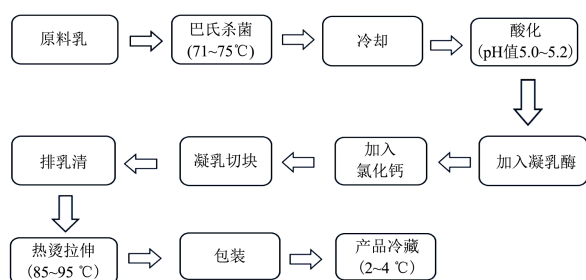 原料乳
巴氏杀菌
(71~75℃)
冷却
酸化
(pH值5.0~5.2)
加入凝乳酶
加入
氯化钙
凝乳切块
排乳清
热烫拉伸
(85~95 ℃)
包装
产品冷藏
(2~4 ℃)